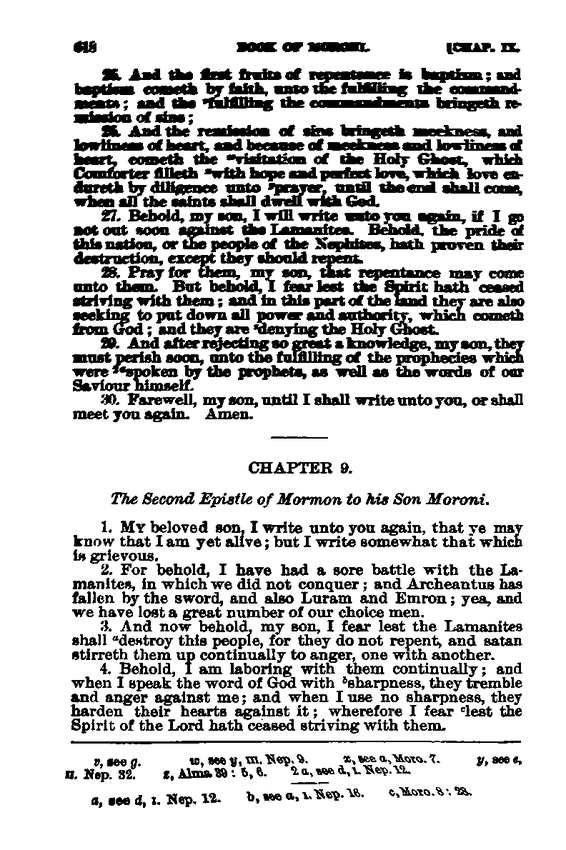 618 BOOK OF MORONI. [CHAP. IX.
25. And the first fruits of repentance is baptism; and
baptism cometh by faith, unto the fulfilling the command-
ments; and the fulfilling the commandments bringeth re-
mission of sins;
26. And the remission of sins bringeth meekness, and
lowliness of heart, and because of meekness and lowliness of
heart, cometh the ʷvisitation of the Holy Ghost, which
Comforter filleth ˣwith hope and perfect love, which love en-
dureth by diligence unto ʸprayer, until the end shall come,
when all the saints shall dwell with God.
27. Behold, my son, I will write unto you again, if I go
not out soon against the Lamanites. Behold, the pride of
this nation, or the people of the Nephites, hath proven their
destruction, except they should repent.
28. Pray for them, my son, that repentance may come
unto them. But behold, I fear lest the Spirit hath ceased
striving with them; and in this part of the land they are also
seeking to put down all power and authority, which cometh
from God; and they are ᶻdenying the Holy Ghost.
29. And after rejecting so great a knowledge, my son, they
must perish soon, unto the fulfilling of the prophecies which
were ²ᵃspoken by the prophets, as well as the words of our
Saviour himself.
30. Farewell, my son, until I shall write unto you, or shall
meet you again. Amen.
CHAPTER 9.
The Second Epistle of Mormon to his Son Moroni.
1. MY beloved son, I write unto you again, that ye may
know that I am yet alive; but I write somewhat that which
is grievous.
2. For behold, I have had a sore battle with the La-
manites, in which we did not conquer; and Archeantus has
fallen by the sword, and also Luram and Emron; yea, and
we have lost a great number of our choice men.
3. And now behold, my son, I fear lest the Lamanites
shall ᵃdestroy this people, for they do not repent, and satan
stirreth them up continually to anger, one with another.
4. Behold, I am laboring with them continually; and
when I speak the word of God with ᵇsharpness, they tremble
and anger against me; and when I use no sharpness, they
harden their hearts against it; wherefore I fear ᶜlest the
Spirit of the Lord hath ceased striving with them.
v, see g. w, see y, III. Nep. 9. x, see a, Moro. 7. y, see e,
II. Nep. 32. z, Alma 39: 5, 6. 2a, see d, I. Nep. 12.
a, see d, I. Nep. 12. b, see a, I. Nep. 16. c, Moro. 8: 28.